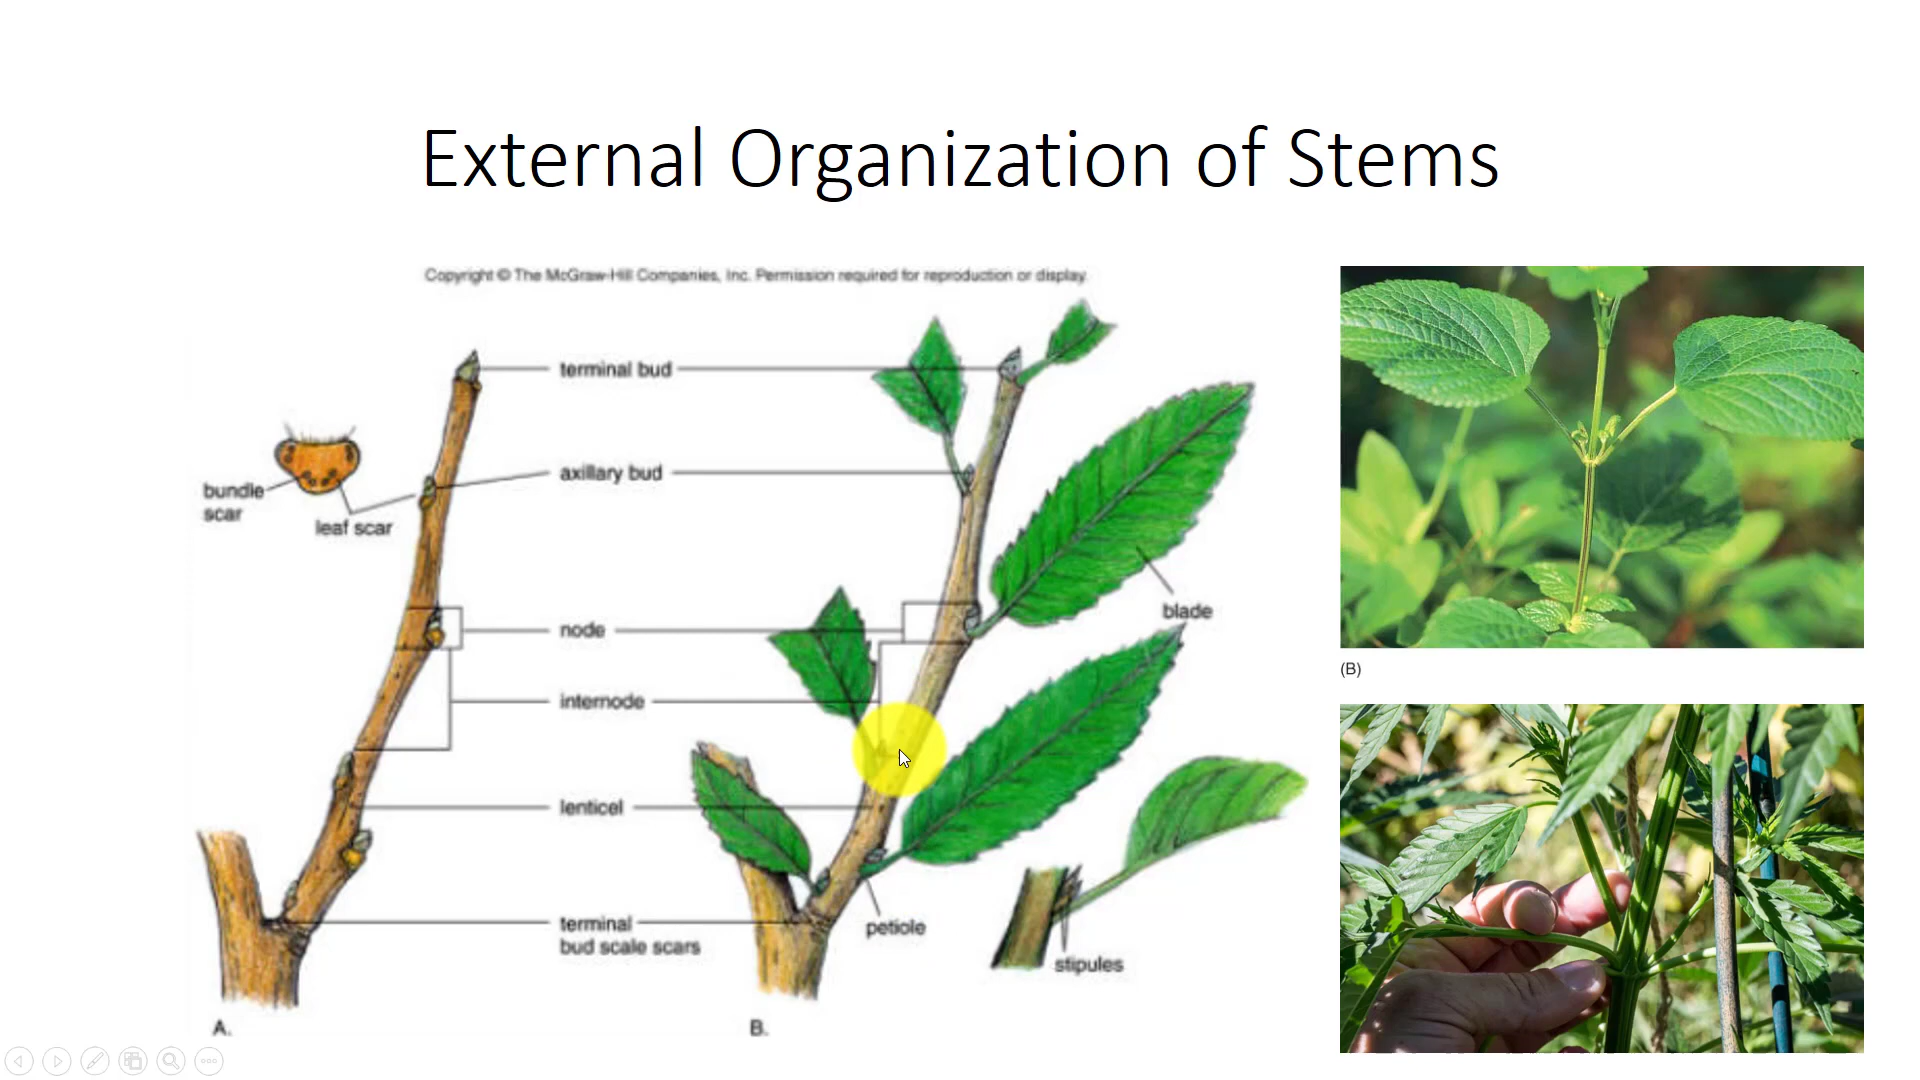 External Organization of Stems
Copyright © The McGraw-Hill Companies, Inc. Permission required for reproduction or display.
terminal bud
axillary bud
bundle
scar
leaf scar
node
blade
internode
lenticel
terminal
bud scale scars
petiole
stipules
A.
B.
(B)